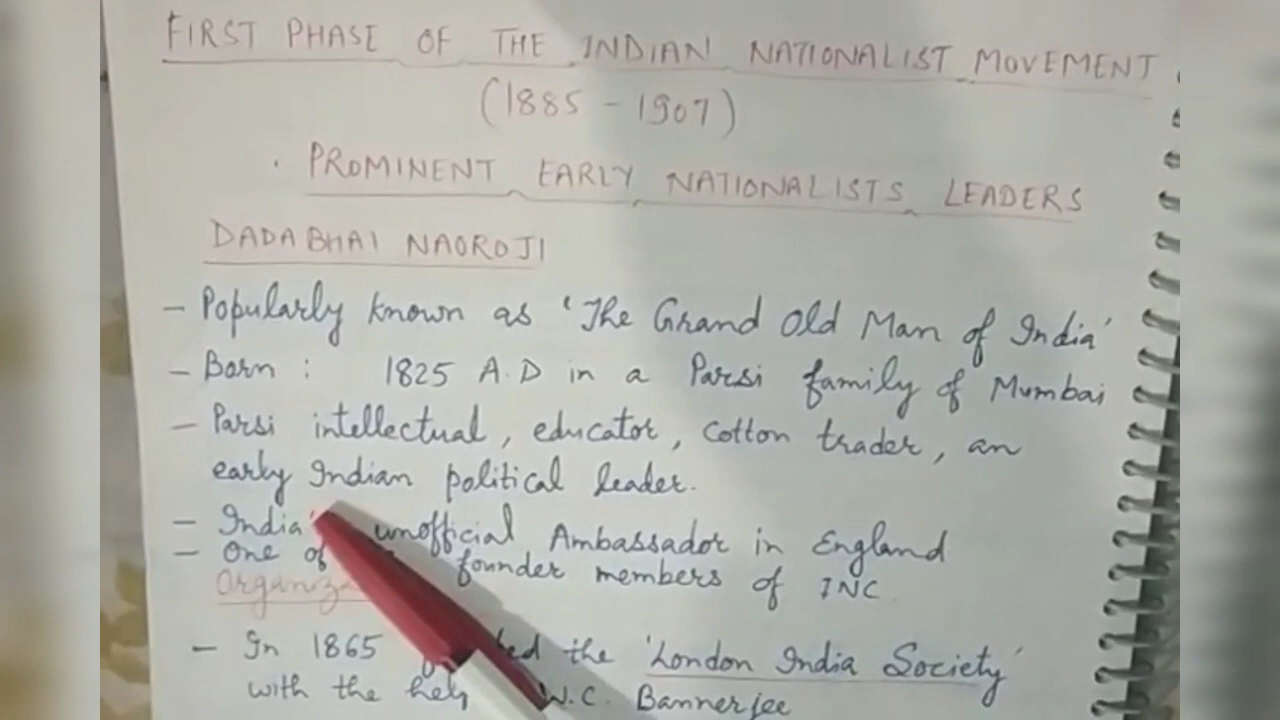 FIRST PHASE OF THE INDIAN NATIONALIST MOVEMENT
(1885 - 1907)
. PROMINENT EARLY NATIONALISTS LEADERS
DADABHAI NAOROJI
- Popularly known as 'The Grand Old Man of India'
- Born : 1825 A.D in a Parsi family of Mumbai
- Parsi intellectual, educator, cotton trader, an
early Indian political leader.
- India' unofficial Ambassador in England
- One of founder members of INC.
- In 1865 the 'London India Society'
with the help W.C. Bannerjee